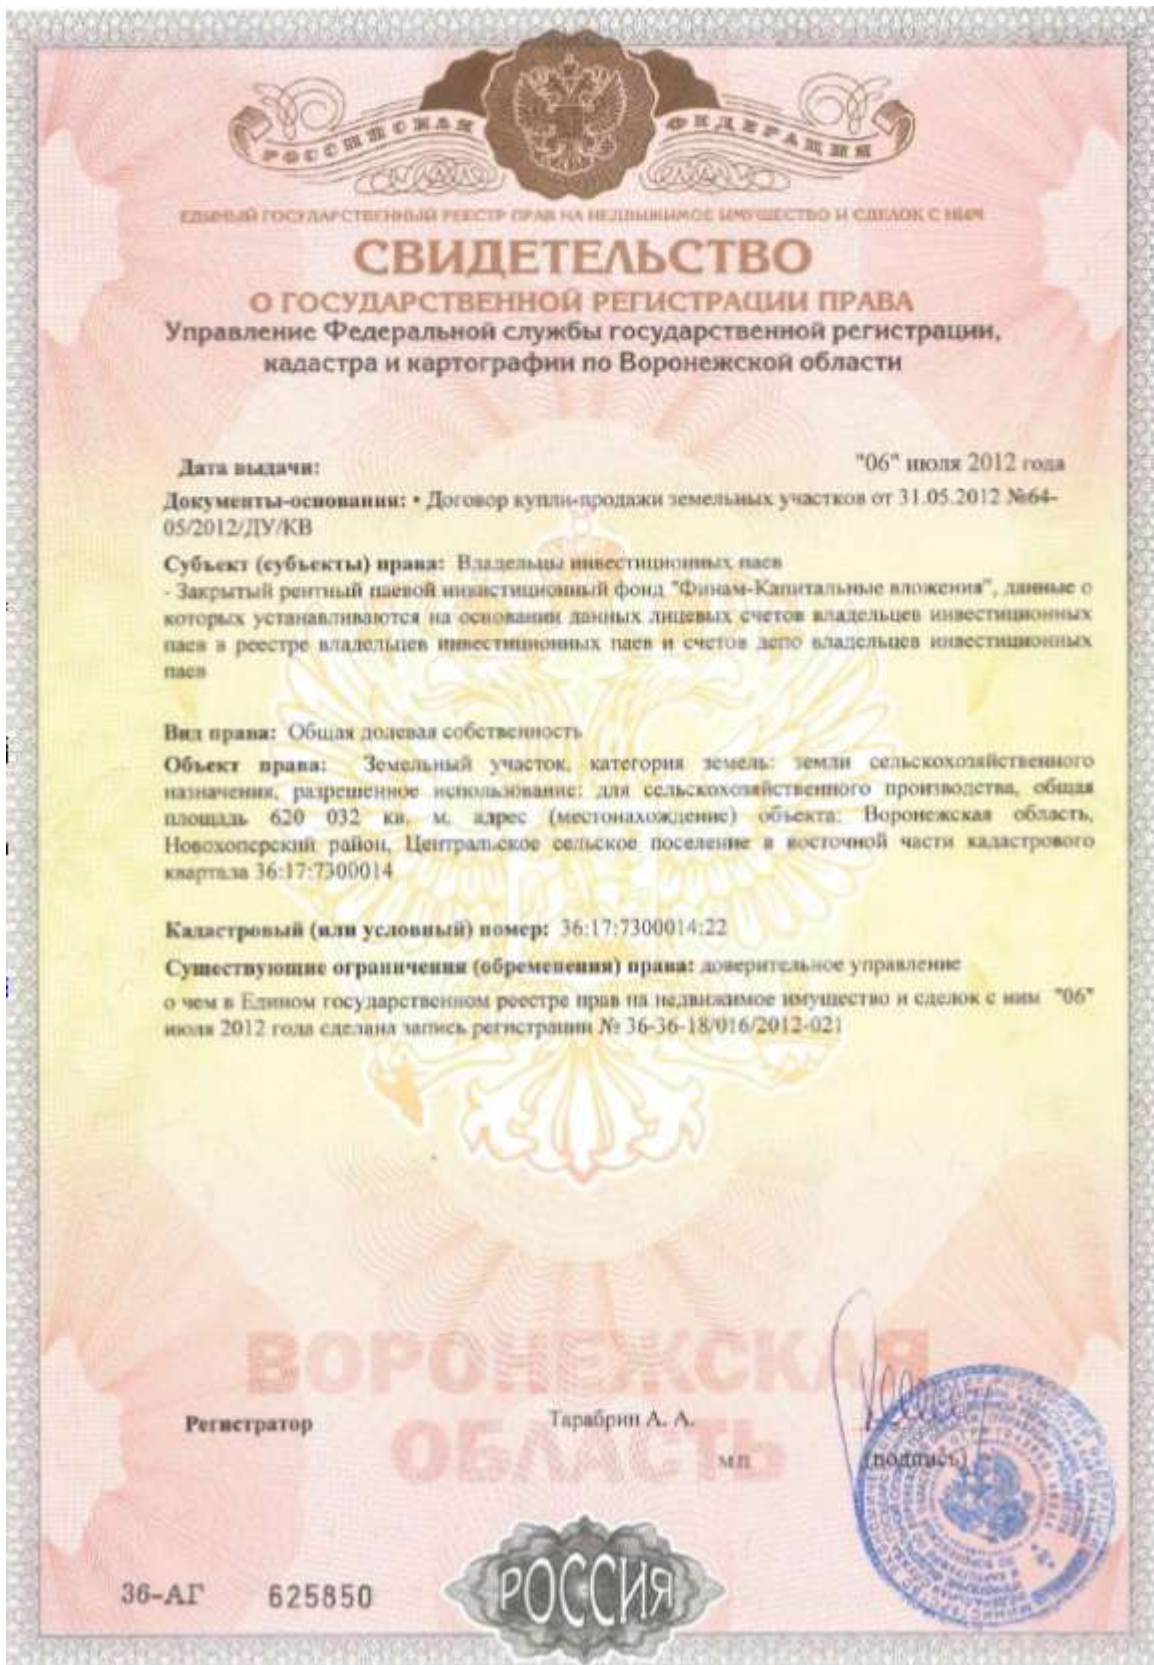 РОССИЙСКАЯ ФЕДЕРАЦИЯ
ЕДИНЫЙ ГОСУДАРСТВЕННЫЙ РЕЕСТР ПРАВ НА НЕДВИЖИМОЕ ИМУЩЕСТВО И СДЕЛОК С НИМ
СВИДЕТЕЛЬСТВО
О ГОСУДАРСТВЕННОЙ РЕГИСТРАЦИИ ПРАВА
Управление Федеральной службы государственной регистрации,
кадастра и картографии по Воронежской области
Дата выдачи: "06" июля 2012 года
Документы-основания: • Договор купли-продажи земельных участков от 31.05.2012 №64-
05/2012/ДУ/КВ
Субъект (субъекты) права: Владельцы инвестиционных паев
- Закрытый рентный паевой инвистиционный фонд "Финам-Капитальные вложения", данные о
которых устанавливаются на основании данных лицевых счетов владельцев инвестиционных
паев в реестре владельцев инвестиционных паев и счетов депо владельцев инвестиционных
паев
Вид права: Общая долевая собственность
Объект права: Земельный участок, категория земель: земли сельскохозяйственного
назначения, разрешенное использование: для сельскохозяйственного производства, общая
площадь 620 032 кв. м, адрес (местонахождение) объекта: Воронежская область,
Новохоперский район, Центральское сельское поселение в восточной части кадастрового
квартала 36:17:7300014
Кадастровый (или условный) номер: 36:17:7300014:22
Существующие ограничения (обременения) права: доверительное управление
о чем в Едином государственном реестре прав на недвижимое имущество и сделок с ним "06"
июля 2012 года сделана запись регистрации № 36-36-18/016/2012-021
ВОРОНЕЖСКАЯ
ОБЛАСТЬ
Регистратор Тарабрин А. А.
м.п. (подпись)
36-АГ 625850
РОССИЯ